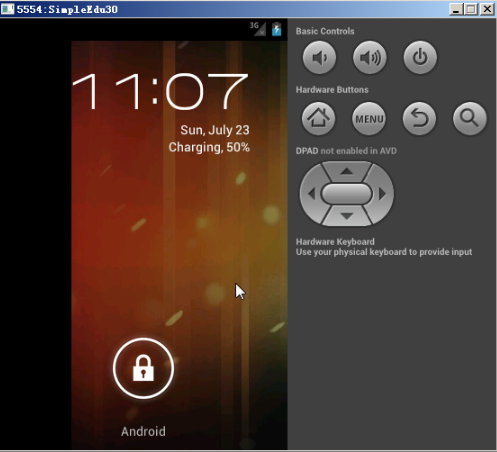 5554:SimpleEdu30
3G
11:07
Sun, July 23
Charging, 50%
Android
Basic Controls
Hardware Buttons
MENU
DPAD not enabled in AVD
Hardware Keyboard
Use your physical keyboard to provide input